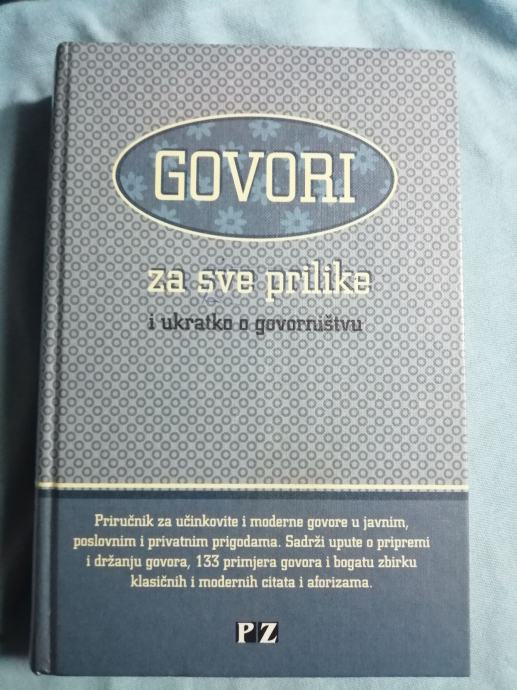 GOVORI
za sve prilike
i ukratko o govorništvu
Priručnik za učinkovite i moderne govore u javnim,
poslovnim i privatnim prigodama. Sadrži upute o pripremi
i držanju govora, 133 primjera govora i bogatu zbirku
klasičnih i modernih citata i aforizama.
PZ